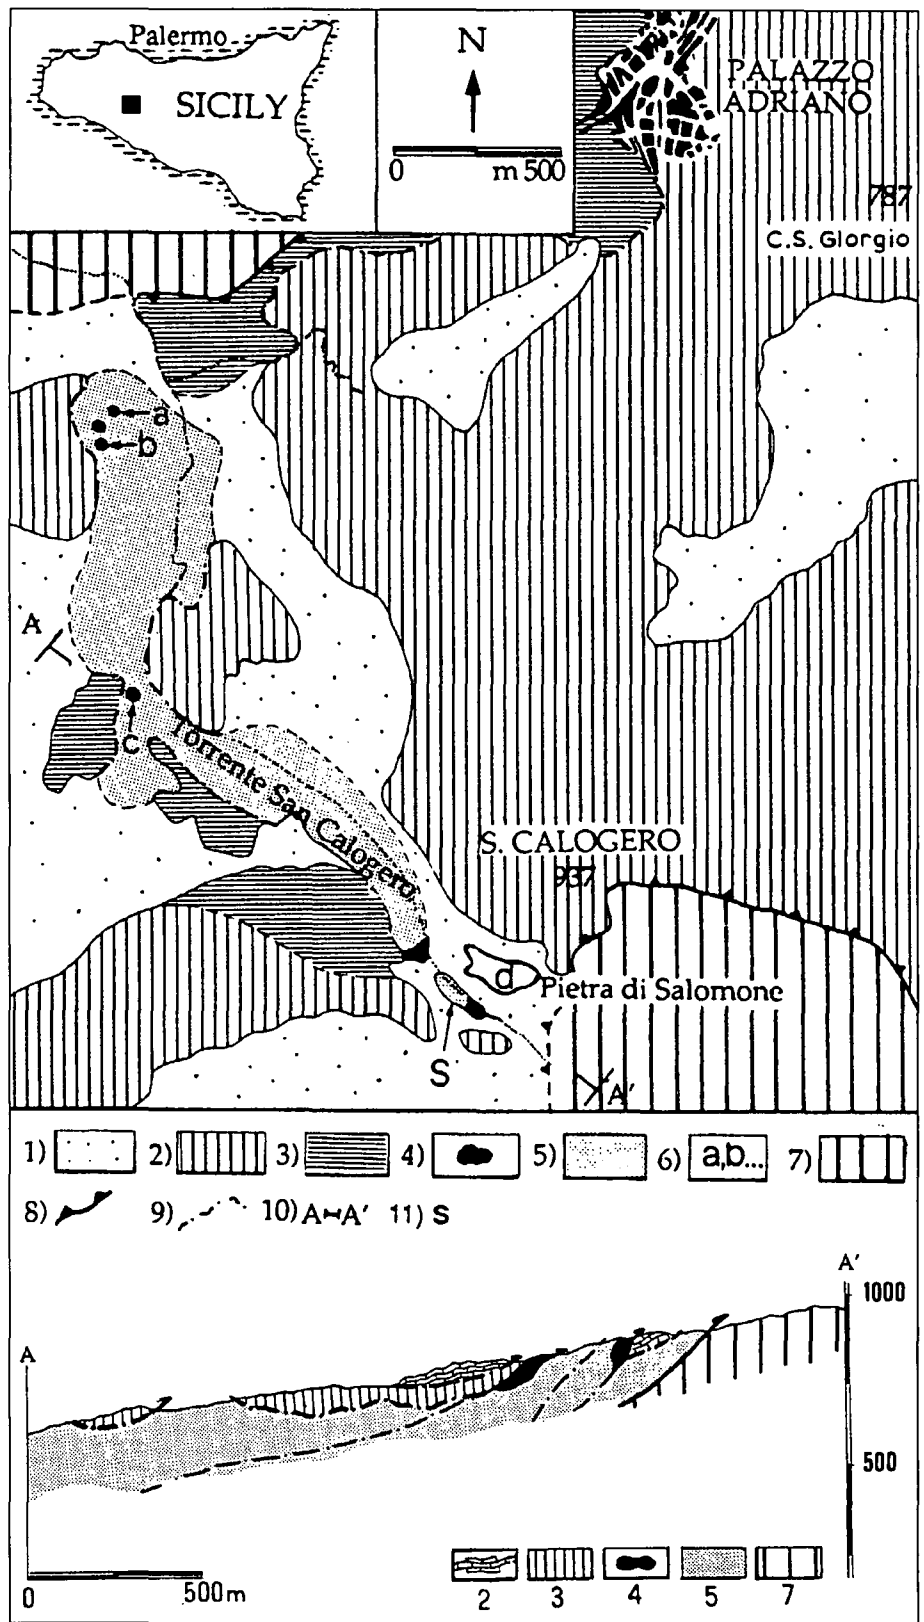 Palermo
SICILY
N
0 m 500
PALAZZO
ADRIANO
787
C.S. Giorgio
a
b
A
c
Torrente San Calogero
S. CALOGERO
937
d
Pietra di Salomone
S
A'
1) 2) 3) 4) 5) 6) a,b... 7)
8) 9) 10) A A' 11) S
A'
1000
A
500
0 500m
2 3 4 5 7